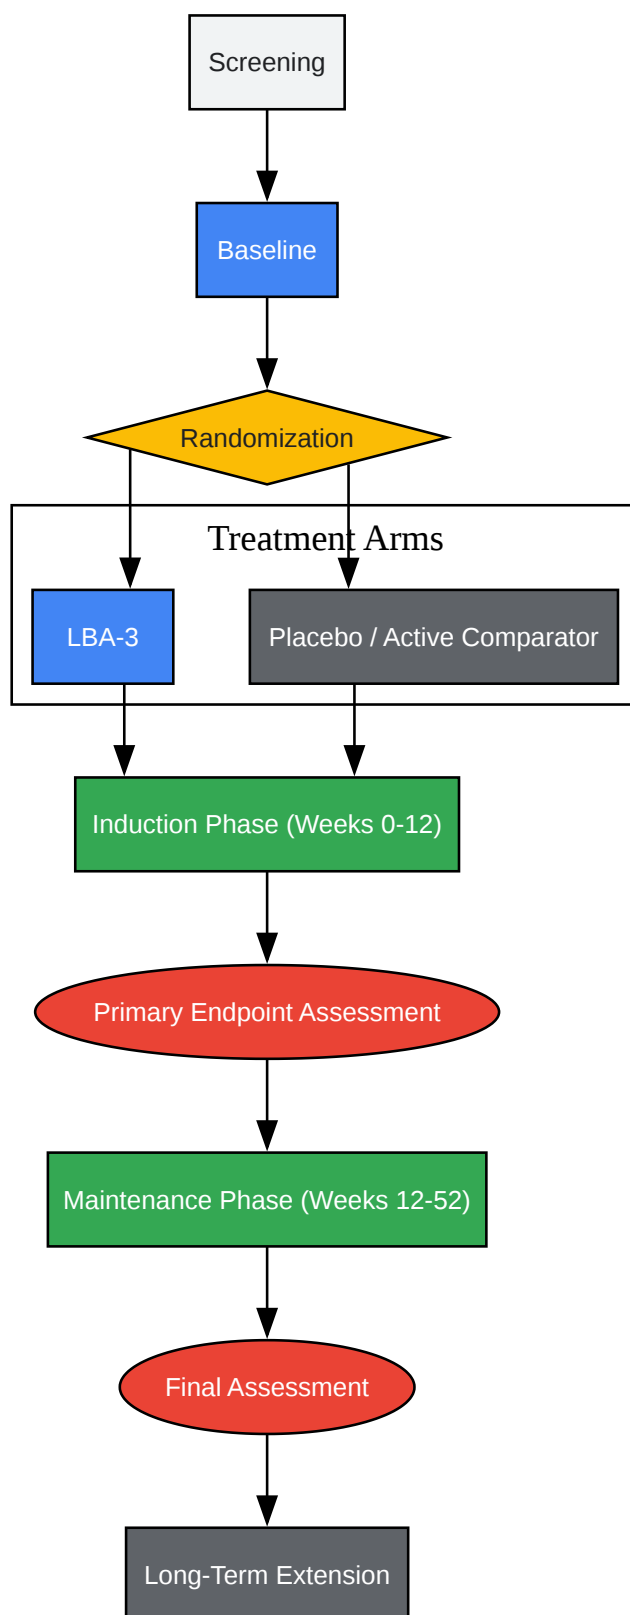 Screening
Baseline
Randomization
Treatment Arms
LBA-3
Placebo / Active Comparator
Induction Phase (Weeks 0-12)
Primary Endpoint Assessment
Maintenance Phase (Weeks 12-52)
Final Assessment
Long-Term Extension